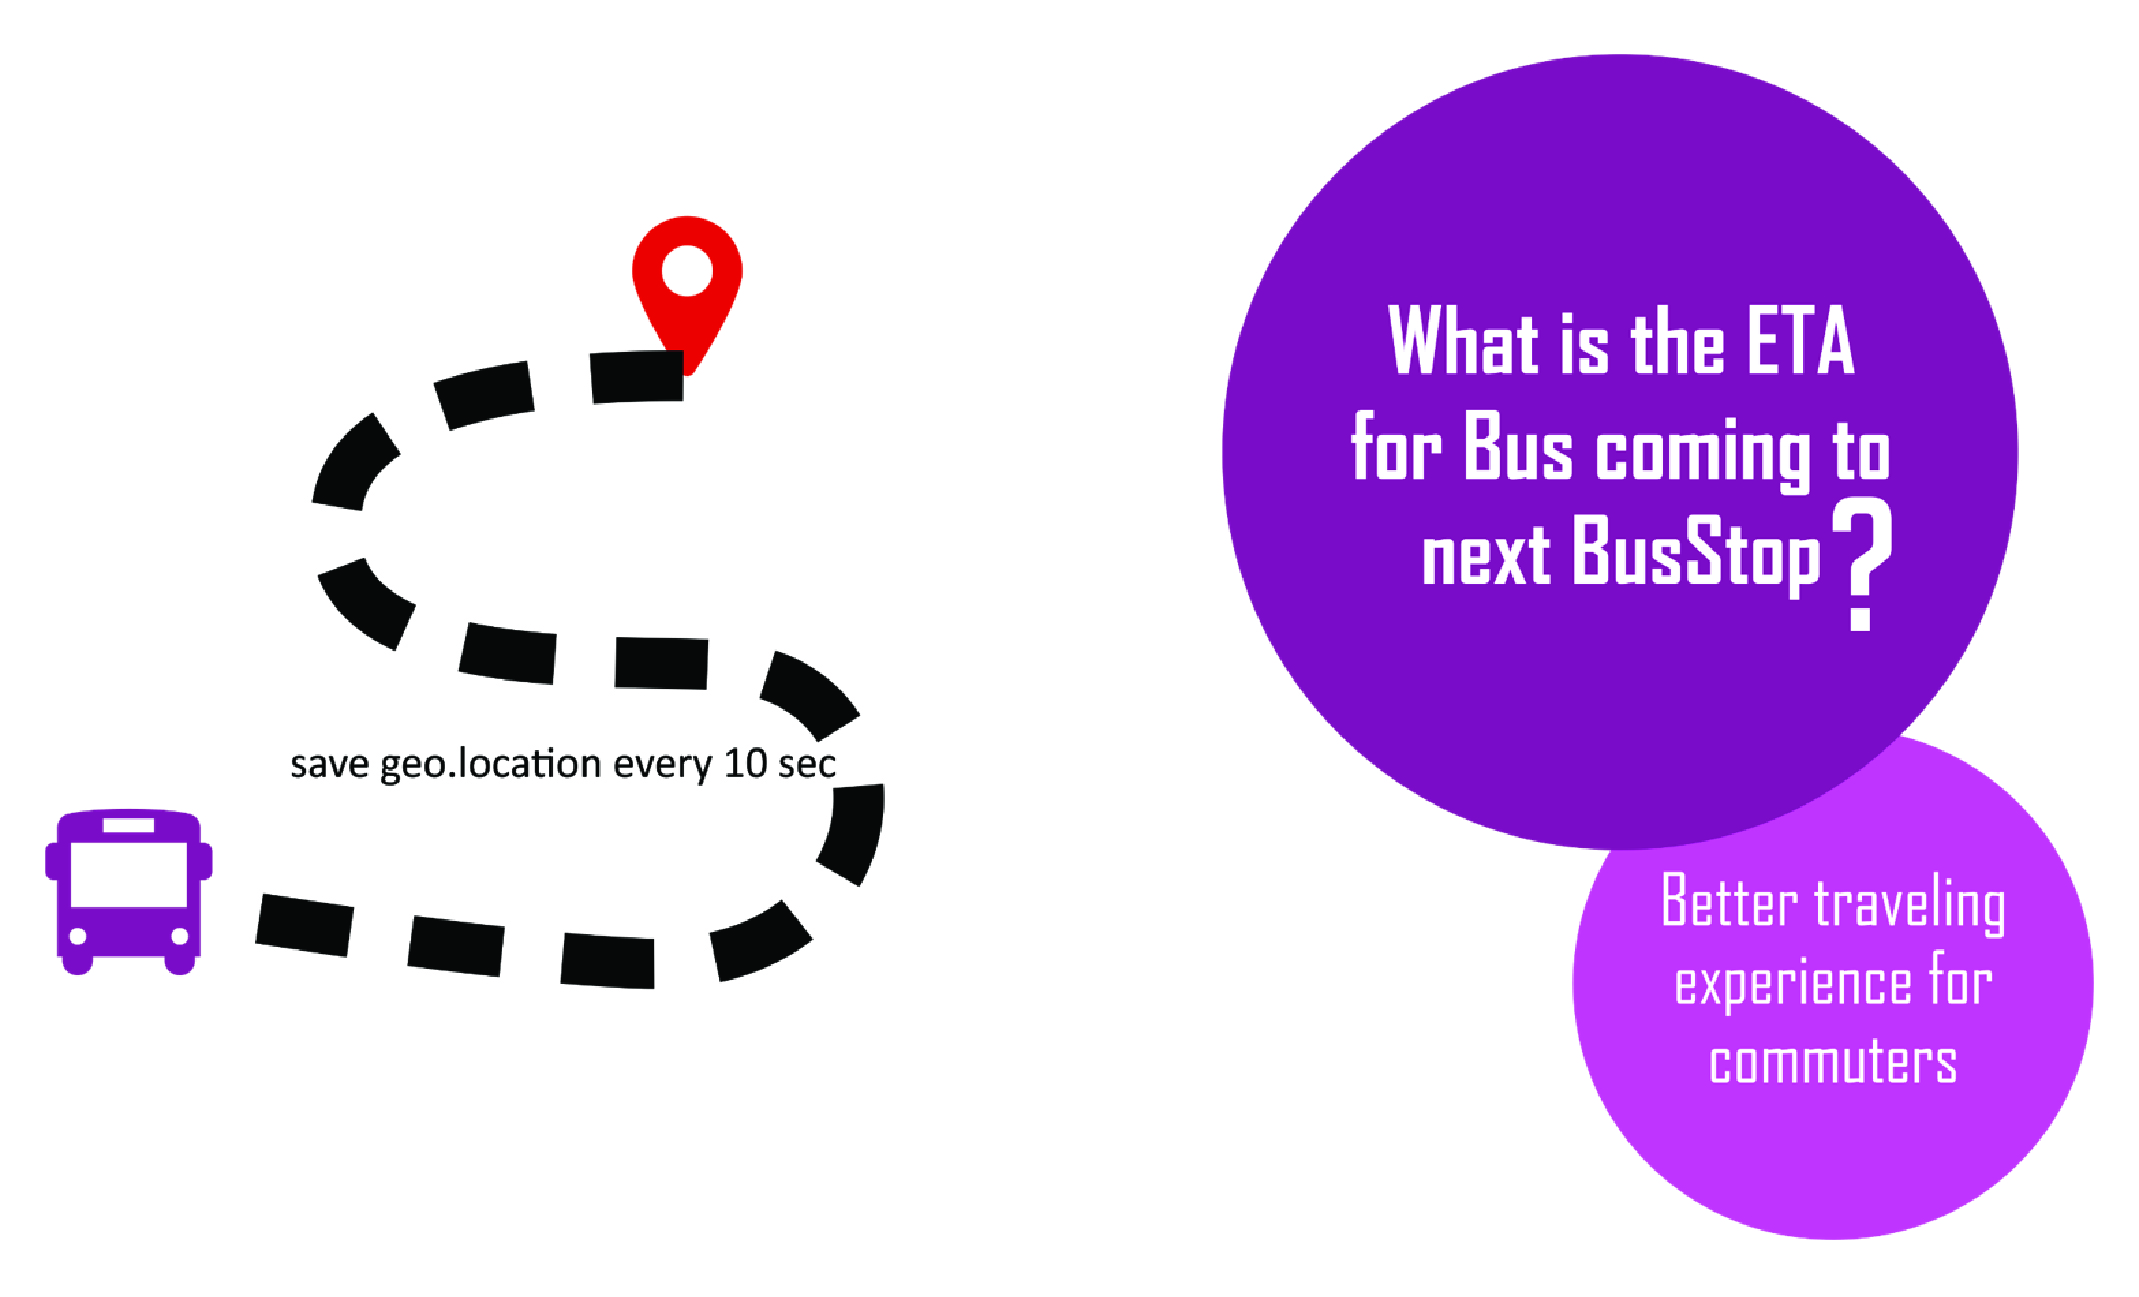 What is the ETA
for Bus coming to
next BusStop?
save geo.location every 10 sec
Better traveling
experience for
commuters